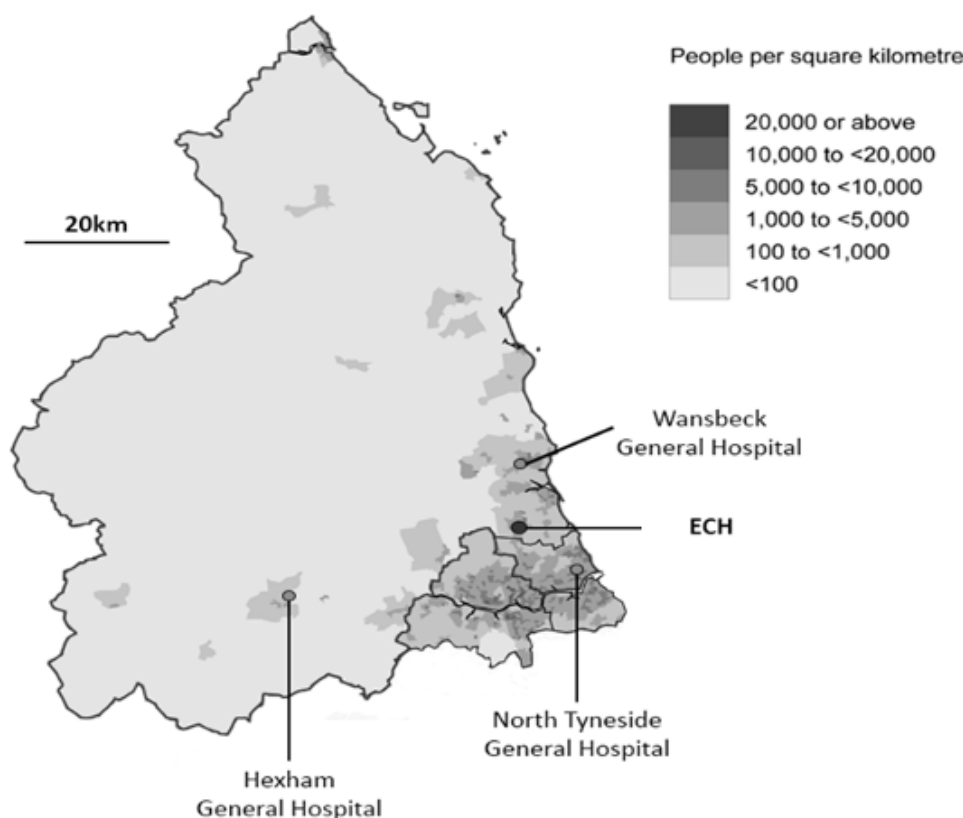 People per square kilometre
20,000 or above
10,000 to <20,000
5,000 to <10,000
1,000 to <5,000
100 to <1,000
<100
20km
Wansbeck
General Hospital
ECH
North Tyneside
General Hospital
Hexham
General Hospital